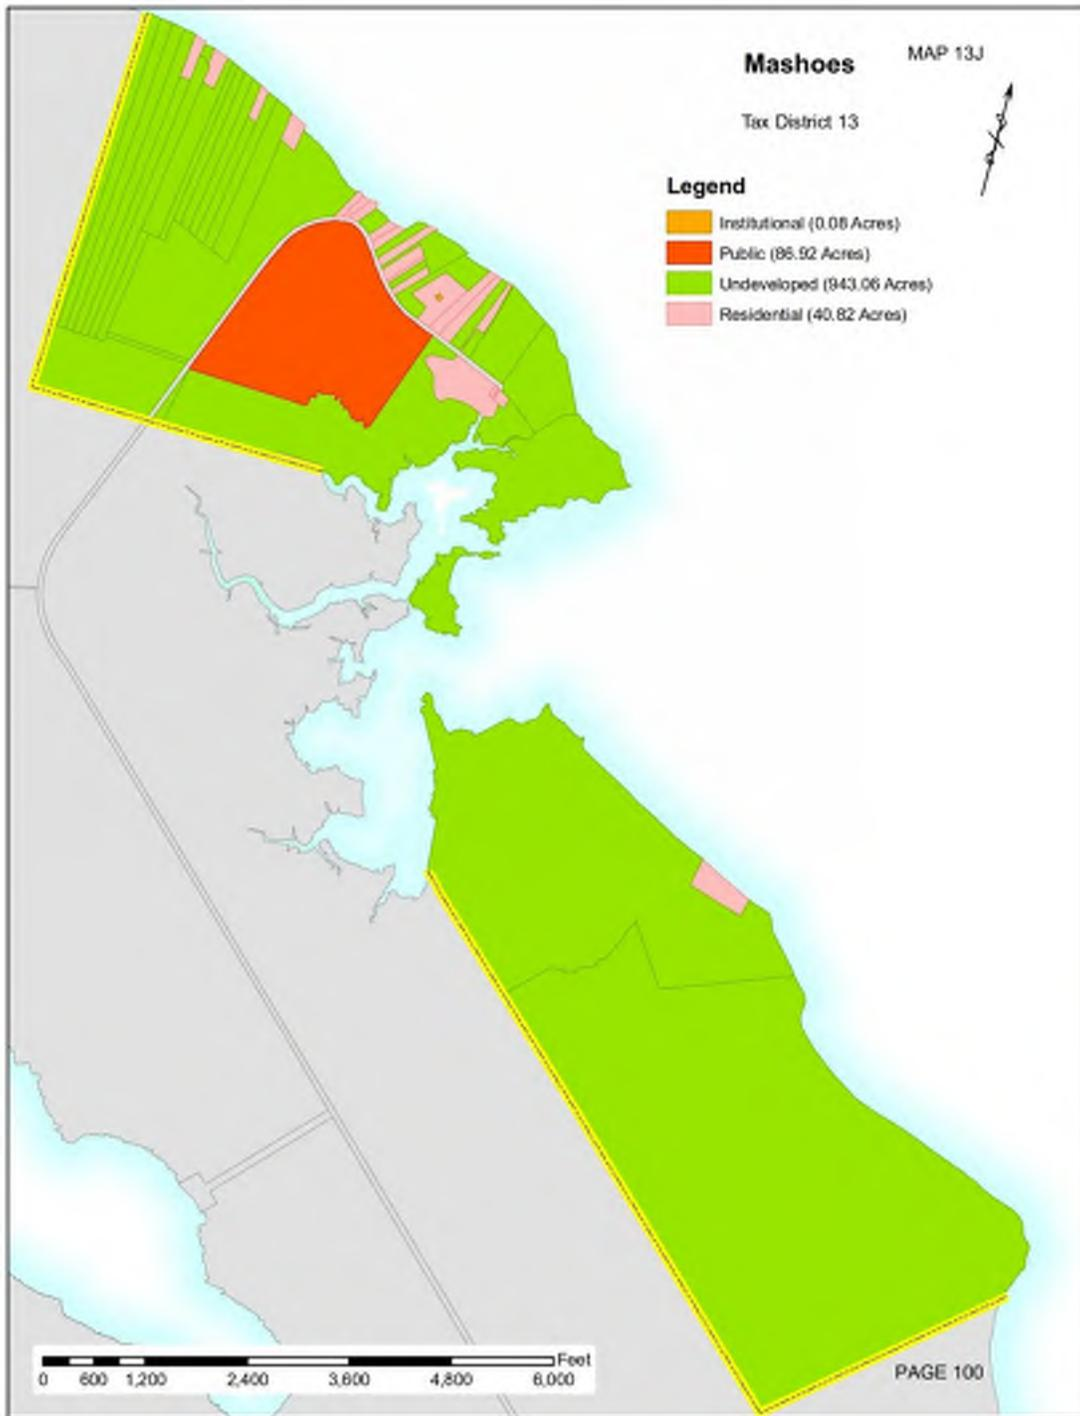 Mashoes
MAP 13J
Tax District 13
Legend
Institutional (0.08 Acres)
Public (86.92 Acres)
Undeveloped (943.06 Acres)
Residential (40.82 Acres)
Feet
0 600 1,200 2,400 3,600 4,800 6,000
PAGE 100